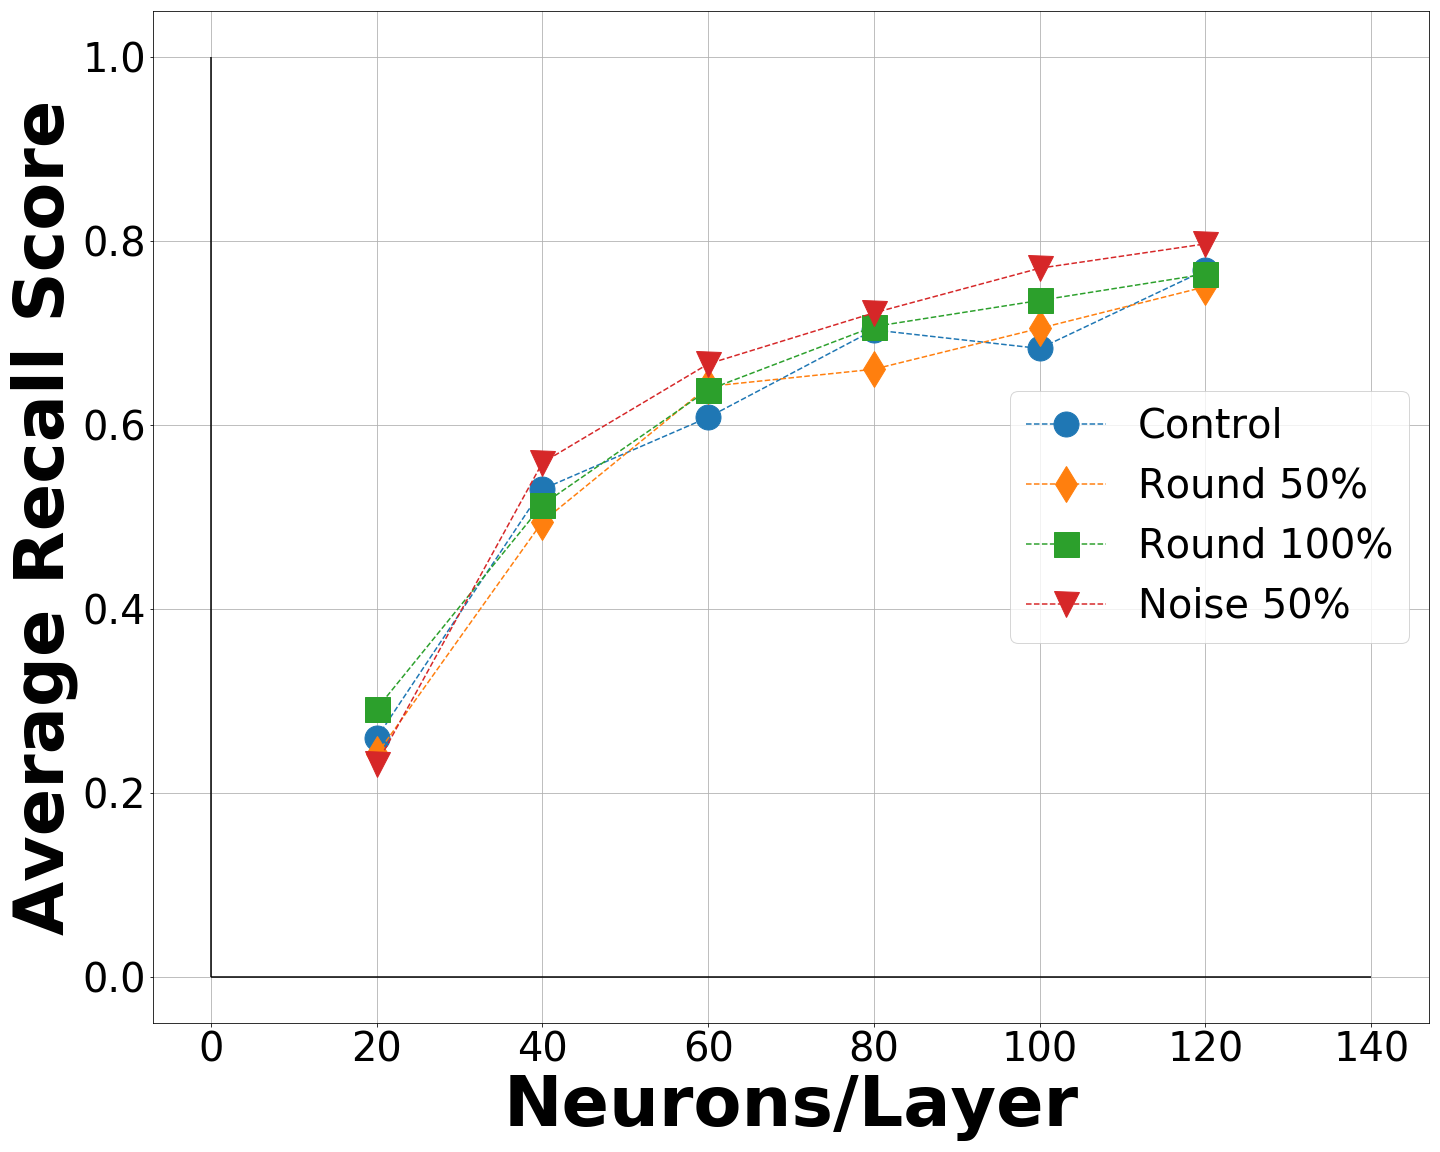 Average Recall Score
1.0
0.8
0.6
0.4
0.2
0.0
0 20 40 60 80 100 120 140
Neurons/Layer
Control
Round 50%
Round 100%
Noise 50%